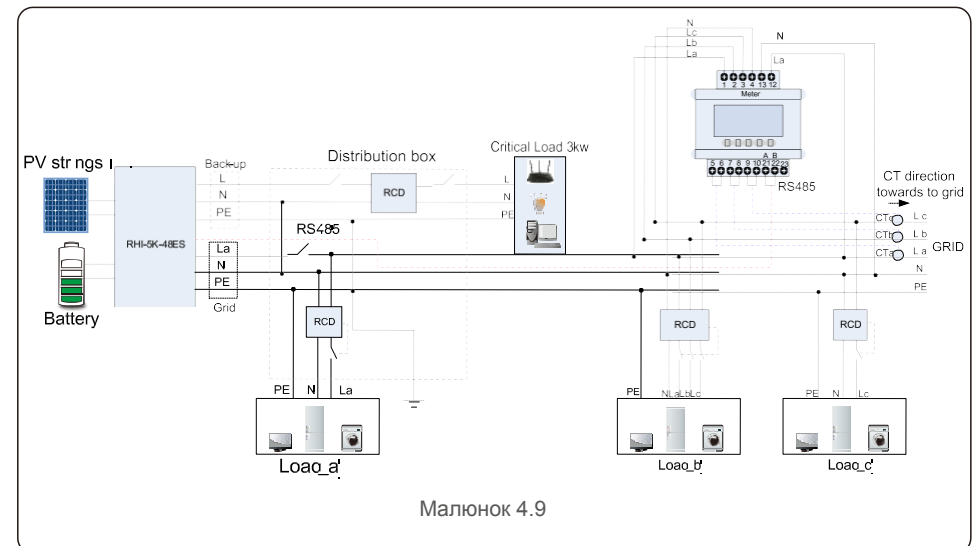 N
Lc
Lb
La
N
La
1 2 3 4 13 12
Meter
A B
5 6 7 8 9 10 21 22 23
RS485
CT direction
towards to grid
CTc L c
CTb L b
CTa L a
GRID
N
PE
PV str ngs
Back-up
Distribution box
Critical Load 3kw
L
N
PE
RCD
L
N
PE
RHI-5K-48ES
RS485
La
N
PE
Grid
Battery
RCD
RCD
RCD
PE N La
PE NLaLbLc
PE N Lc
Loao_a
Loao_b
Loao_c
Малюнок 4.9